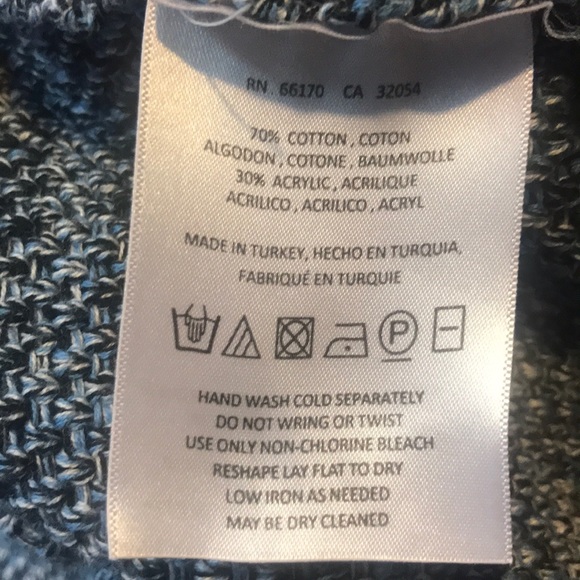 RN. 66170 CA 32054
70% COTTON, COTON
ALGODON, COTONE, BAUMWOLLE
30% ACRYLIC, ACRILIQUE
ACRILICO, ACRILICO, ACRYL
MADE IN TURKEY, HECHO EN TURQUIA,
FABRIQUÉ EN TURQUIE
P
HAND WASH COLD SEPARATELY
DO NOT WRING OR TWIST
USE ONLY NON-CHLORINE BLEACH
RESHAPE LAY FLAT TO DRY
LOW IRON AS NEEDED
MAY BE DRY CLEANED